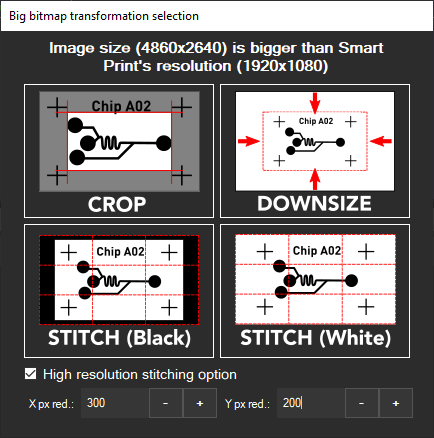 Big bitmap transformation selection
Image size (4860x2640) is bigger than Smart
Print's resolution (1920x1080)
Chip A02
CROP
Chip A02
DOWNSIZE
Chip A02
STITCH (Black)
Chip A02
STITCH (White)
High resolution stitching option
X px red.: 300 - + Y px red.: 200 - +